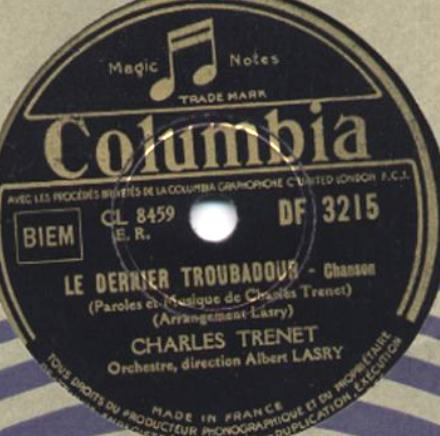 Magic Notes
TRADE MARK
Columbia
AVEC LES PROCÉDÉS BREVETÉS DE LA COLUMBIA GRAPHOPHONE Cº LIMITED LONDON P.C.I.
BIEM
CL 8459
E. R.
DF 3215
LE DERNIER TROUBADOUR - Chanson
(Paroles et Musique de Charles Trenet)
(Arrangement Lasry)
CHARLES TRENET
Orchestre, direction Albert LASRY
MADE IN FRANCE
TOUS DROITS DU PRODUCTEUR PHONOGRAPHIQUE ET DU PROPRIÉTAIRE
DUPLICATION, EXÉCUTION